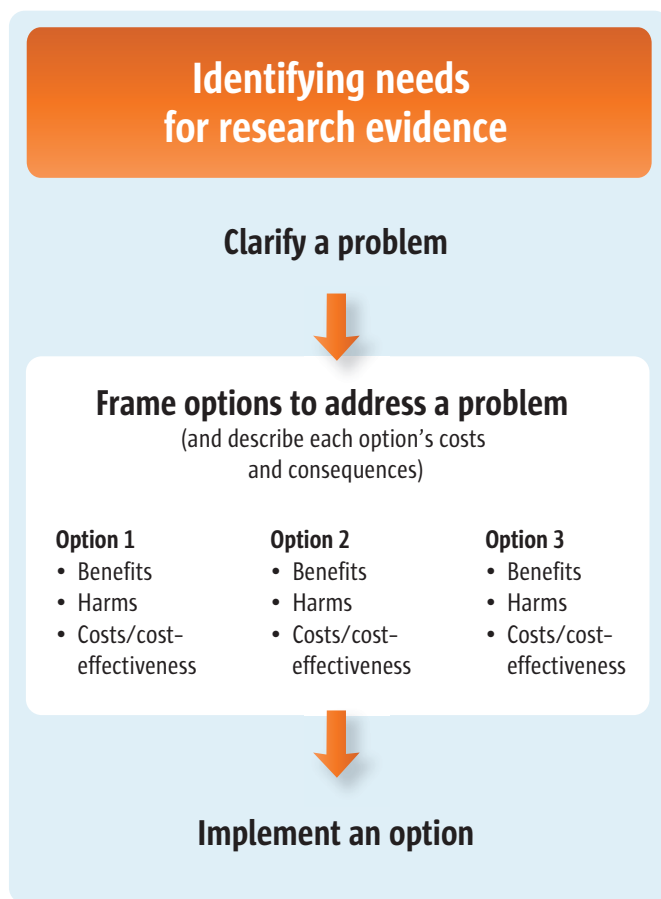 Identifying needs
for research evidence
Clarify a problem
Frame options to address a problem
(and describe each option’s costs
and consequences)
Option 1
• Benefits
• Harms
• Costs/cost–
effectiveness
Option 2
• Benefits
• Harms
• Costs/cost–
effectiveness
Option 3
• Benefits
• Harms
• Costs/cost–
effectiveness
Implement an option